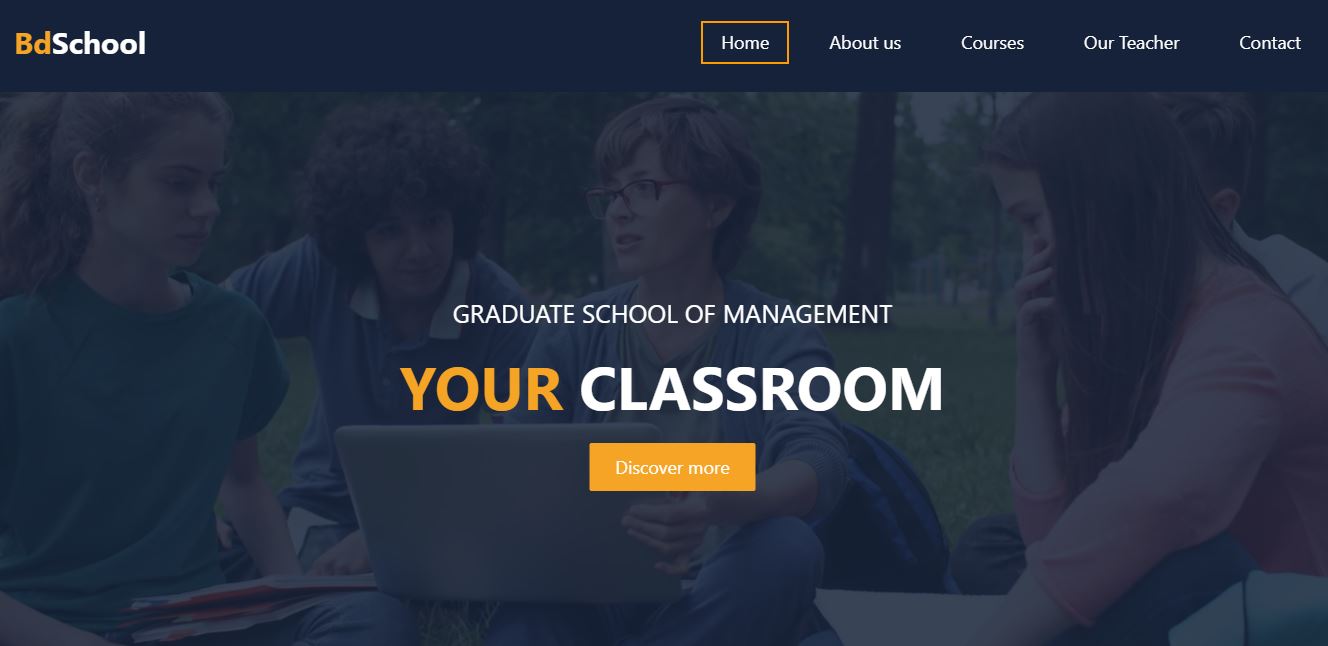 BdSchool
Home About us Courses Our Teacher Contact
GRADUATE SCHOOL OF MANAGEMENT
YOUR CLASSROOM
Discover more